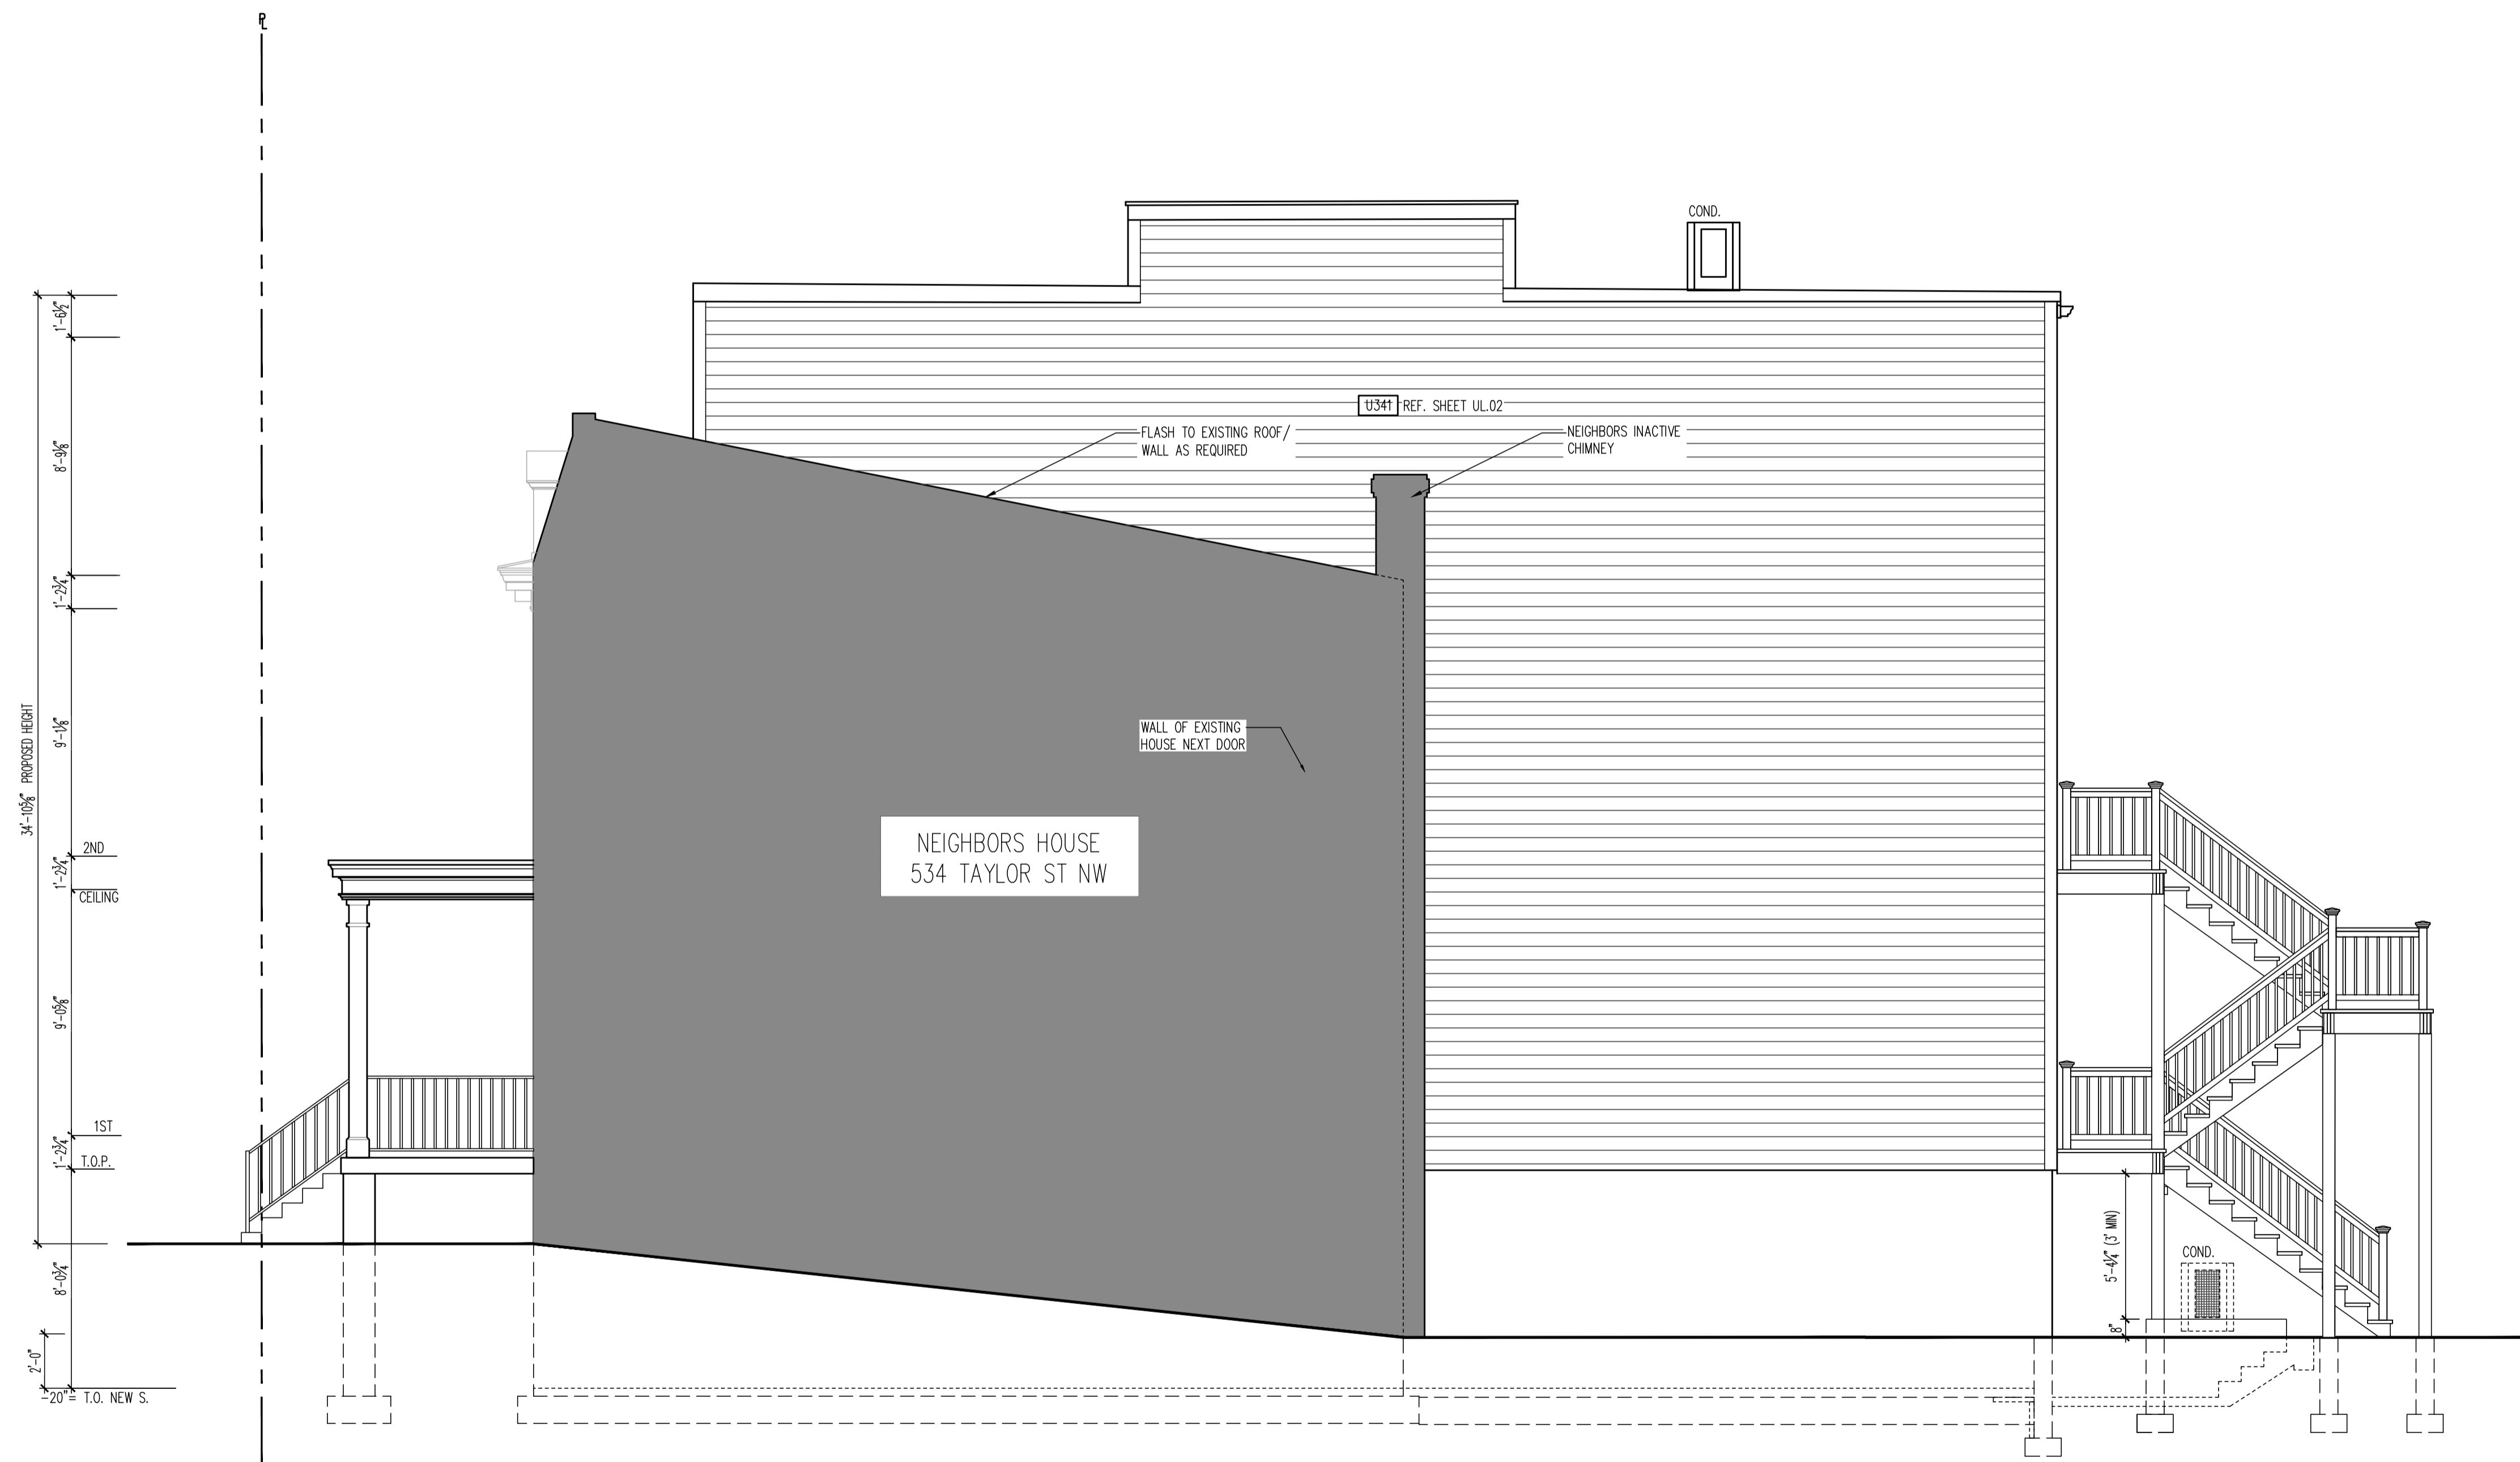 PL
COND.
1'-6½"
8'-9⅛"
1'-2¾"
9'-1⅛"
34'-10⅝" PROPOSED HEIGHT
2ND
1'-2¾"
CEILING
9'-0⅝"
1ST
1'-2¾"
T.O.P.
8'-0¾"
2'-0"
-20"= T.O. NEW S.
U341 REF. SHEET UL.02
FLASH TO EXISTING ROOF/
WALL AS REQUIRED
NEIGHBORS INACTIVE
CHIMNEY
WALL OF EXISTING
HOUSE NEXT DOOR
NEIGHBORS HOUSE
534 TAYLOR ST NW
5'-4¼" (3' MIN)
8"
COND.